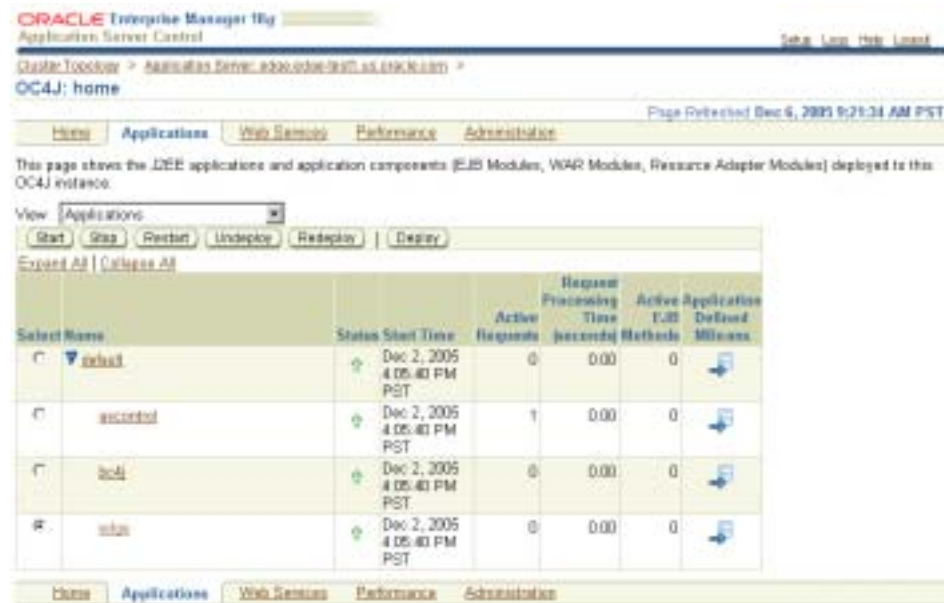 ORACLE Enterprise Manager 10g
Application Server Control
Setup Logs Help Logout
Cluster Topology > Application Server: edge.edge-test1.us.oracle.com >
OC4J: home
Page Refreshed Dec 6, 2005 9:21:34 AM PST
Home Applications Web Services Performance Administration
This page shows the J2EE applications and application components (EJB Modules, WAR Modules, Resource Adapter Modules) deployed to this
OC4J instance.
View Applications
Start Stop Restart Undeploy Redeploy | Deploy
Expand All | Collapse All
Select Name Status Start Time Active Requests Request Processing Time (seconds) Active EJB Methods Application Defined MBeans
default Dec 2, 2005 4:05:40 PM PST 0 0.00 0
ascontrol Dec 2, 2005 4:05:40 PM PST 1 0.00 0
bc4j Dec 2, 2005 4:05:40 PM PST 0 0.00 0
edge Dec 2, 2005 4:05:40 PM PST 0 0.00 0
Home Applications Web Services Performance Administration